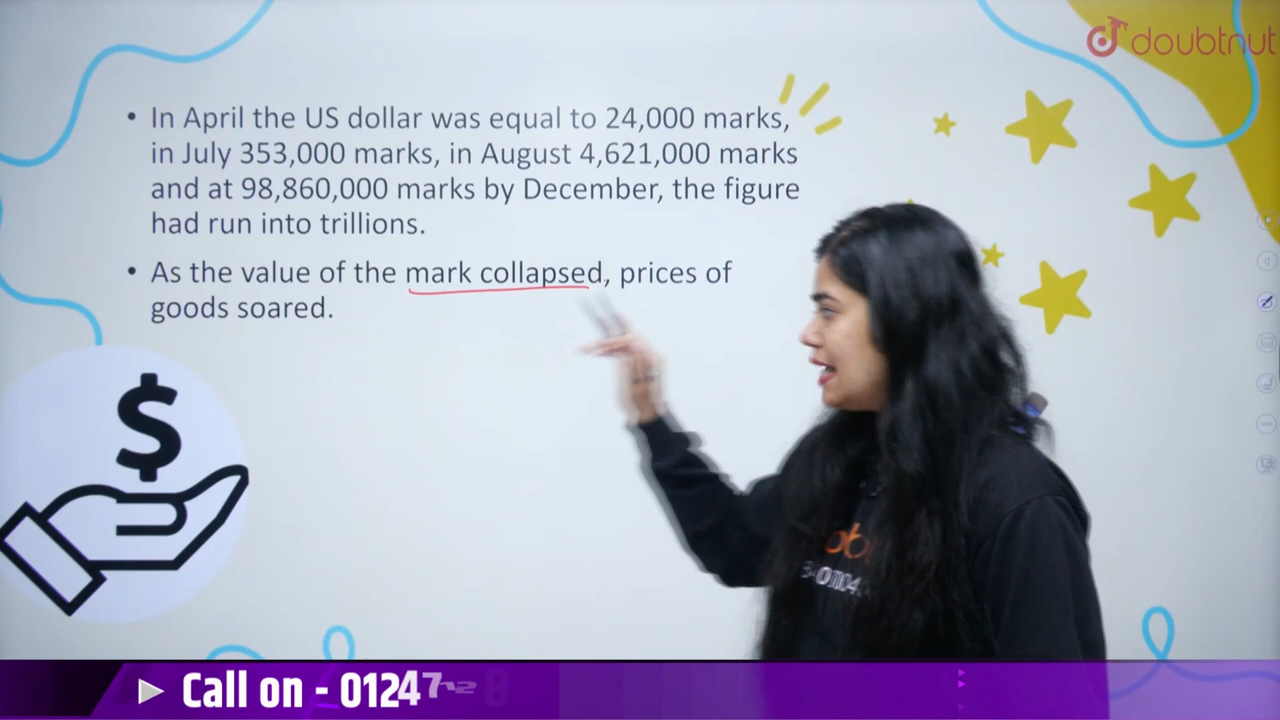 doubtnut
• In April the US dollar was equal to 24,000 marks,
in July 353,000 marks, in August 4,621,000 marks
and at 98,860,000 marks by December, the figure
had run into trillions.
• As the value of the mark collapsed, prices of
goods soared.
$
Call on - 01247